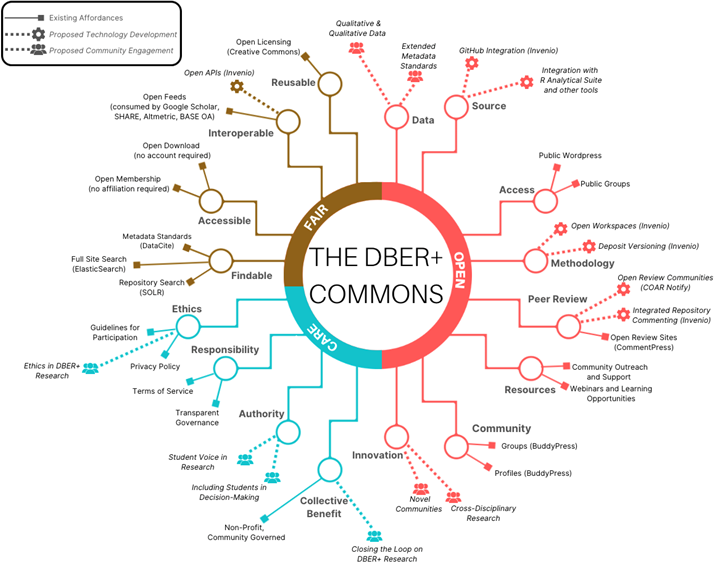 Existing Affordances
Proposed Technology Development
Proposed Community Engagement
THE DBER+
COMMONS
FAIR
OPEN
CARE
Open Licensing
(Creative Commons)
Reusable
Open APIs (Invenio)
Open Feeds
(consumed by Google Scholar,
SHARE, Altmetric, BASE OA)
Interoperable
Open Download
(no account required)
Open Membership
(no affiliation required)
Accessible
Metadata Standards
(DataCite)
Full Site Search
(ElasticSearch)
Repository Search
(SOLR)
Findable
Ethics
Guidelines for
Participation
Ethics in DBER+
Research
Privacy Policy
Responsibility
Terms of Service
Transparent
Governance
Authority
Student Voice in
Research
Including Students in
Decision-Making
Collective
Benefit
Non-Profit,
Community Governed
Closing the Loop on
DBER+ Research
Qualitative &
Qualitative Data
Extended
Metadata
Standards
Data
GitHub Integration (Invenio)
Integration with
R Analytical Suite
and other tools
Source
Public Wordpress
Public Groups
Access
Open Workspaces (Invenio)
Deposit Versioning (Invenio)
Methodology
Open Review Communities
(COAR Notify)
Peer Review
Integrated Repository
Commenting (Invenio)
Open Review Sites
(CommentPress)
Community Outreach
and Support
Resources
Webinars and Learning
Opportunities
Community
Groups (BuddyPress)
Profiles (BuddyPress)
Innovation
Novel
Communities
Cross-Disciplinary
Research